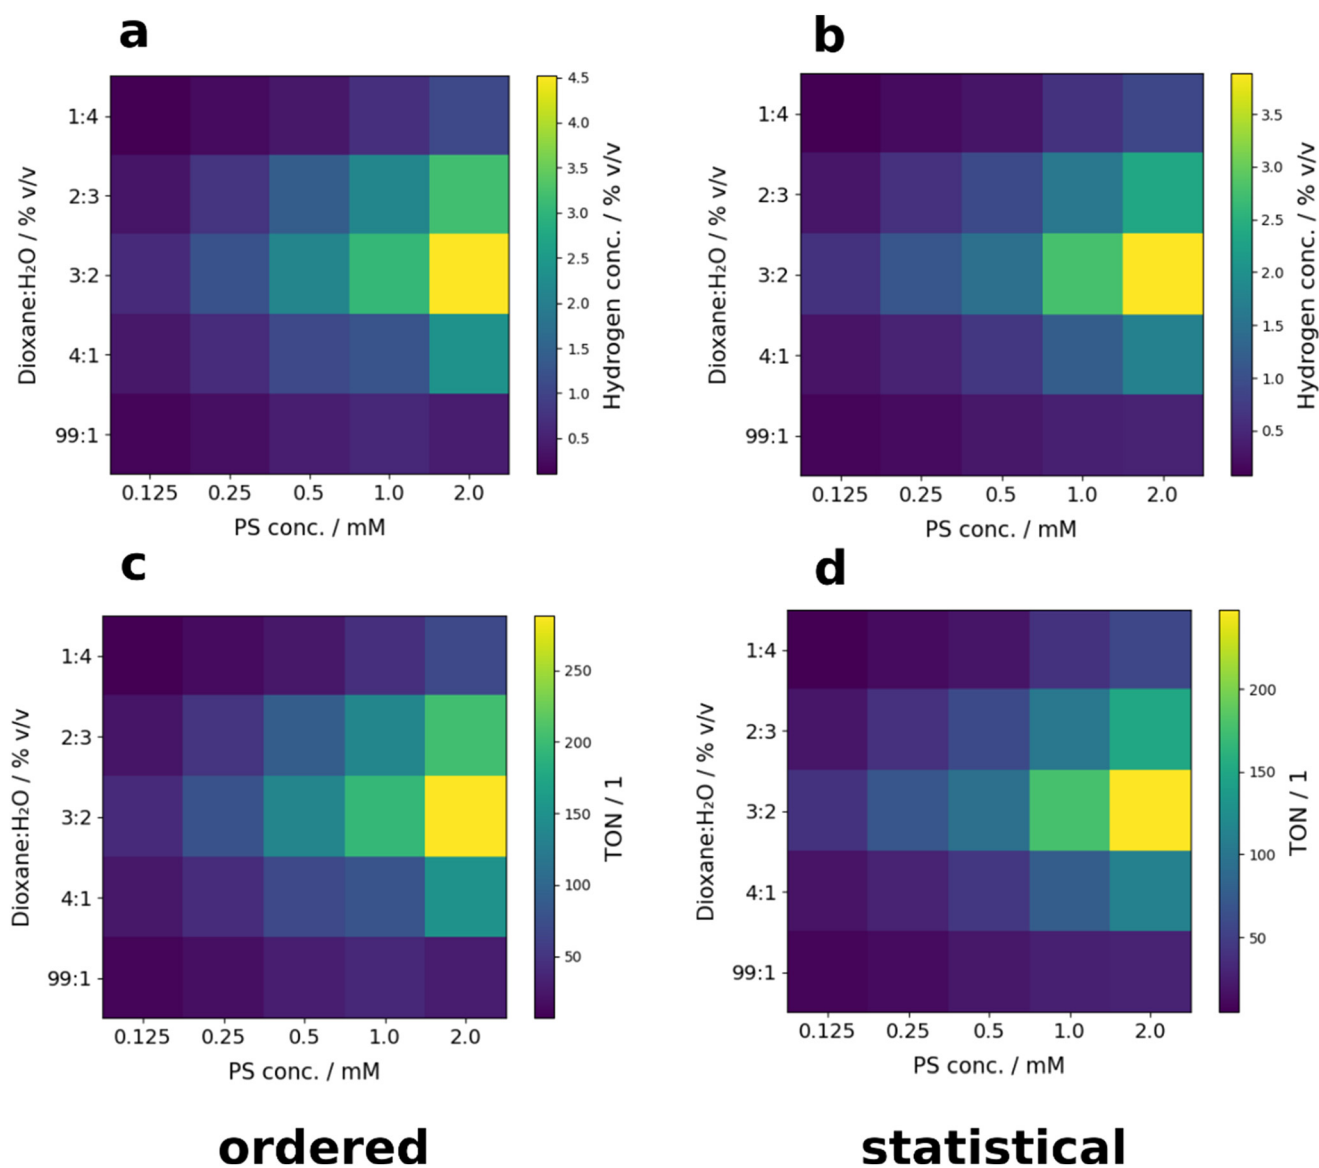 a
Dioxane:H₂O / % v/v
1:4
2:3
3:2
4:1
99:1
0.125 0.25 0.5 1.0 2.0
PS conc. / mM
4.5
4.0
3.5
3.0
2.5
2.0
1.5
1.0
0.5
Hydrogen conc. / % v/v
b
Dioxane:H₂O / % v/v
1:4
2:3
3:2
4:1
99:1
0.125 0.25 0.5 1.0 2.0
PS conc. / mM
3.5
3.0
2.5
2.0
1.5
1.0
0.5
Hydrogen conc. / % v/v
c
Dioxane:H₂O / % v/v
1:4
2:3
3:2
4:1
99:1
0.125 0.25 0.5 1.0 2.0
PS conc. / mM
250
200
150
100
50
TON / 1
d
Dioxane:H₂O / % v/v
1:4
2:3
3:2
4:1
99:1
0.125 0.25 0.5 1.0 2.0
PS conc. / mM
200
150
100
50
TON / 1
ordered
statistical